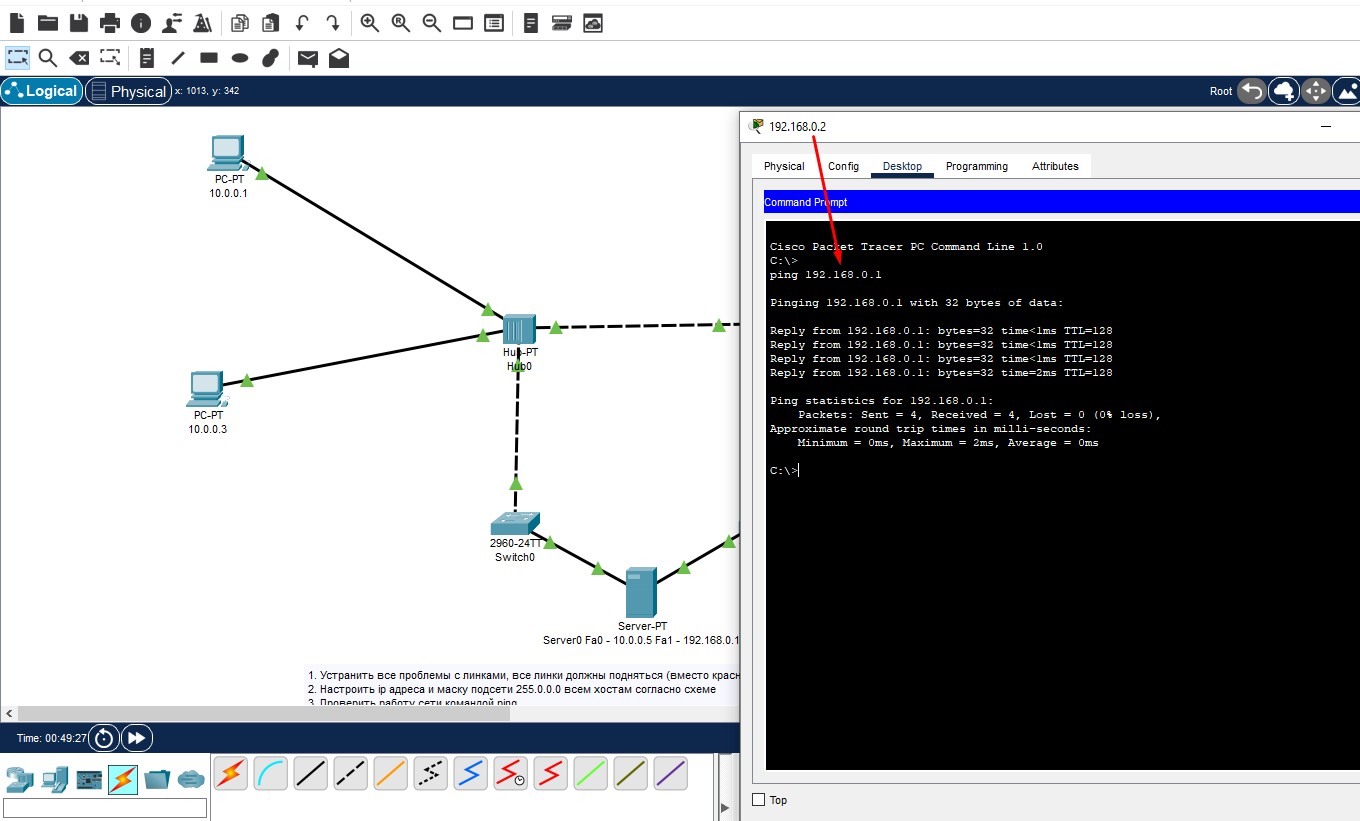 Logical
Physical
x: 1013, y: 342
Root
PC-PT
10.0.0.1
Hub-PT
Hub0
PC-PT
10.0.0.3
2960-24TT
Switch0
Server-PT
Server0 Fa0 - 10.0.0.5 Fa1 - 192.168.0.1
1. Устранить все проблемы с линками, все линки должны подняться (вместо красн
2. Настроить ip адреса и маску подсети 255.0.0.0 всем хостам согласно схеме
3. Проверить работу сети командой ping
Time: 00:49:27
192.168.0.2
Physical
Config
Desktop
Programming
Attributes
Command Prompt
Cisco Packet Tracer PC Command Line 1.0
C:\>
ping 192.168.0.1
Pinging 192.168.0.1 with 32 bytes of data:
Reply from 192.168.0.1: bytes=32 time<1ms TTL=128
Reply from 192.168.0.1: bytes=32 time<1ms TTL=128
Reply from 192.168.0.1: bytes=32 time<1ms TTL=128
Reply from 192.168.0.1: bytes=32 time=2ms TTL=128
Ping statistics for 192.168.0.1:
Packets: Sent = 4, Received = 4, Lost = 0 (0% loss),
Approximate round trip times in milli-seconds:
Minimum = 0ms, Maximum = 2ms, Average = 0ms
C:\>
Top